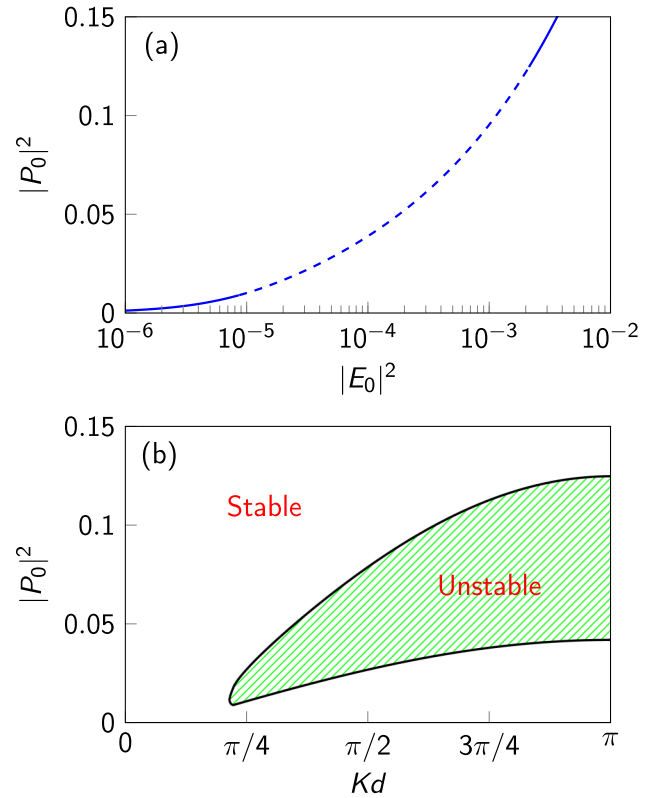 (a)
0.15
0.1
0.05
0
|P₀|²
10⁻⁶ 10⁻⁵ 10⁻⁴ 10⁻³ 10⁻²
|E₀|²
(b)
0.15
0.1
0.05
0
|P₀|²
Stable
Unstable
0 π/4 π/2 3π/4 π
Kd